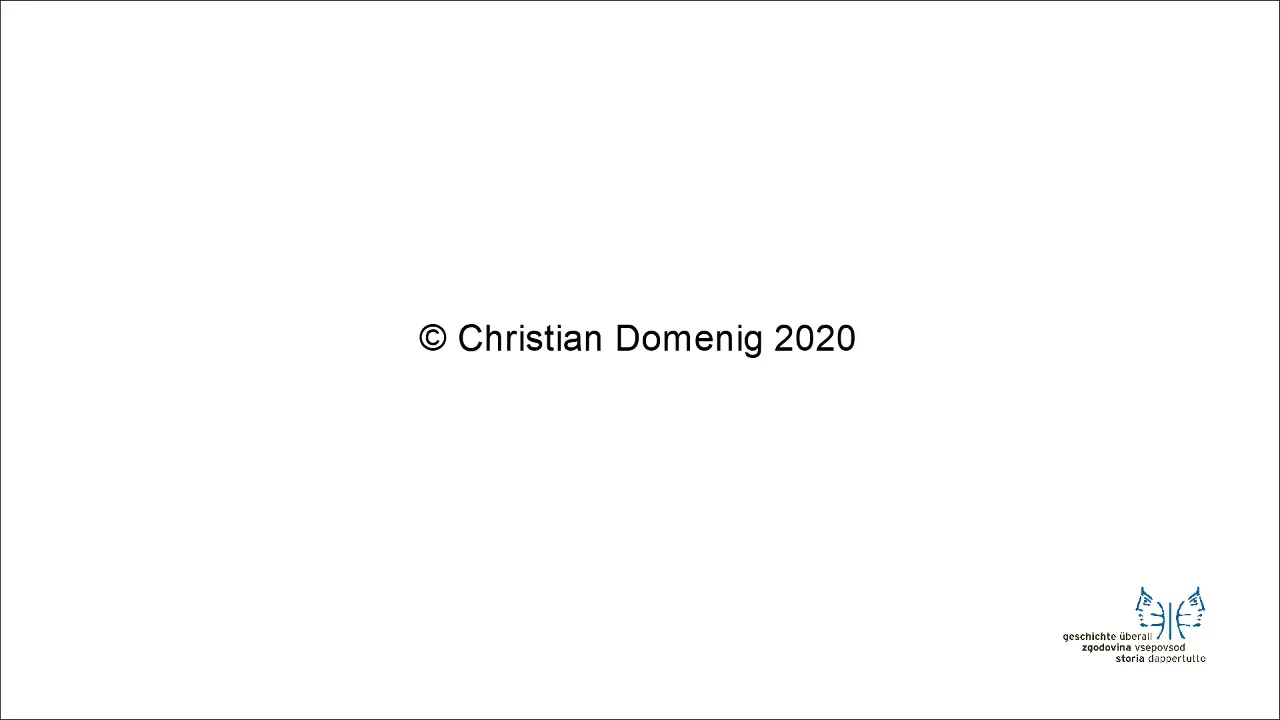 © Christian Domenig 2020
geschichte überall
zgodovina vsepovsod
storia dappertutto